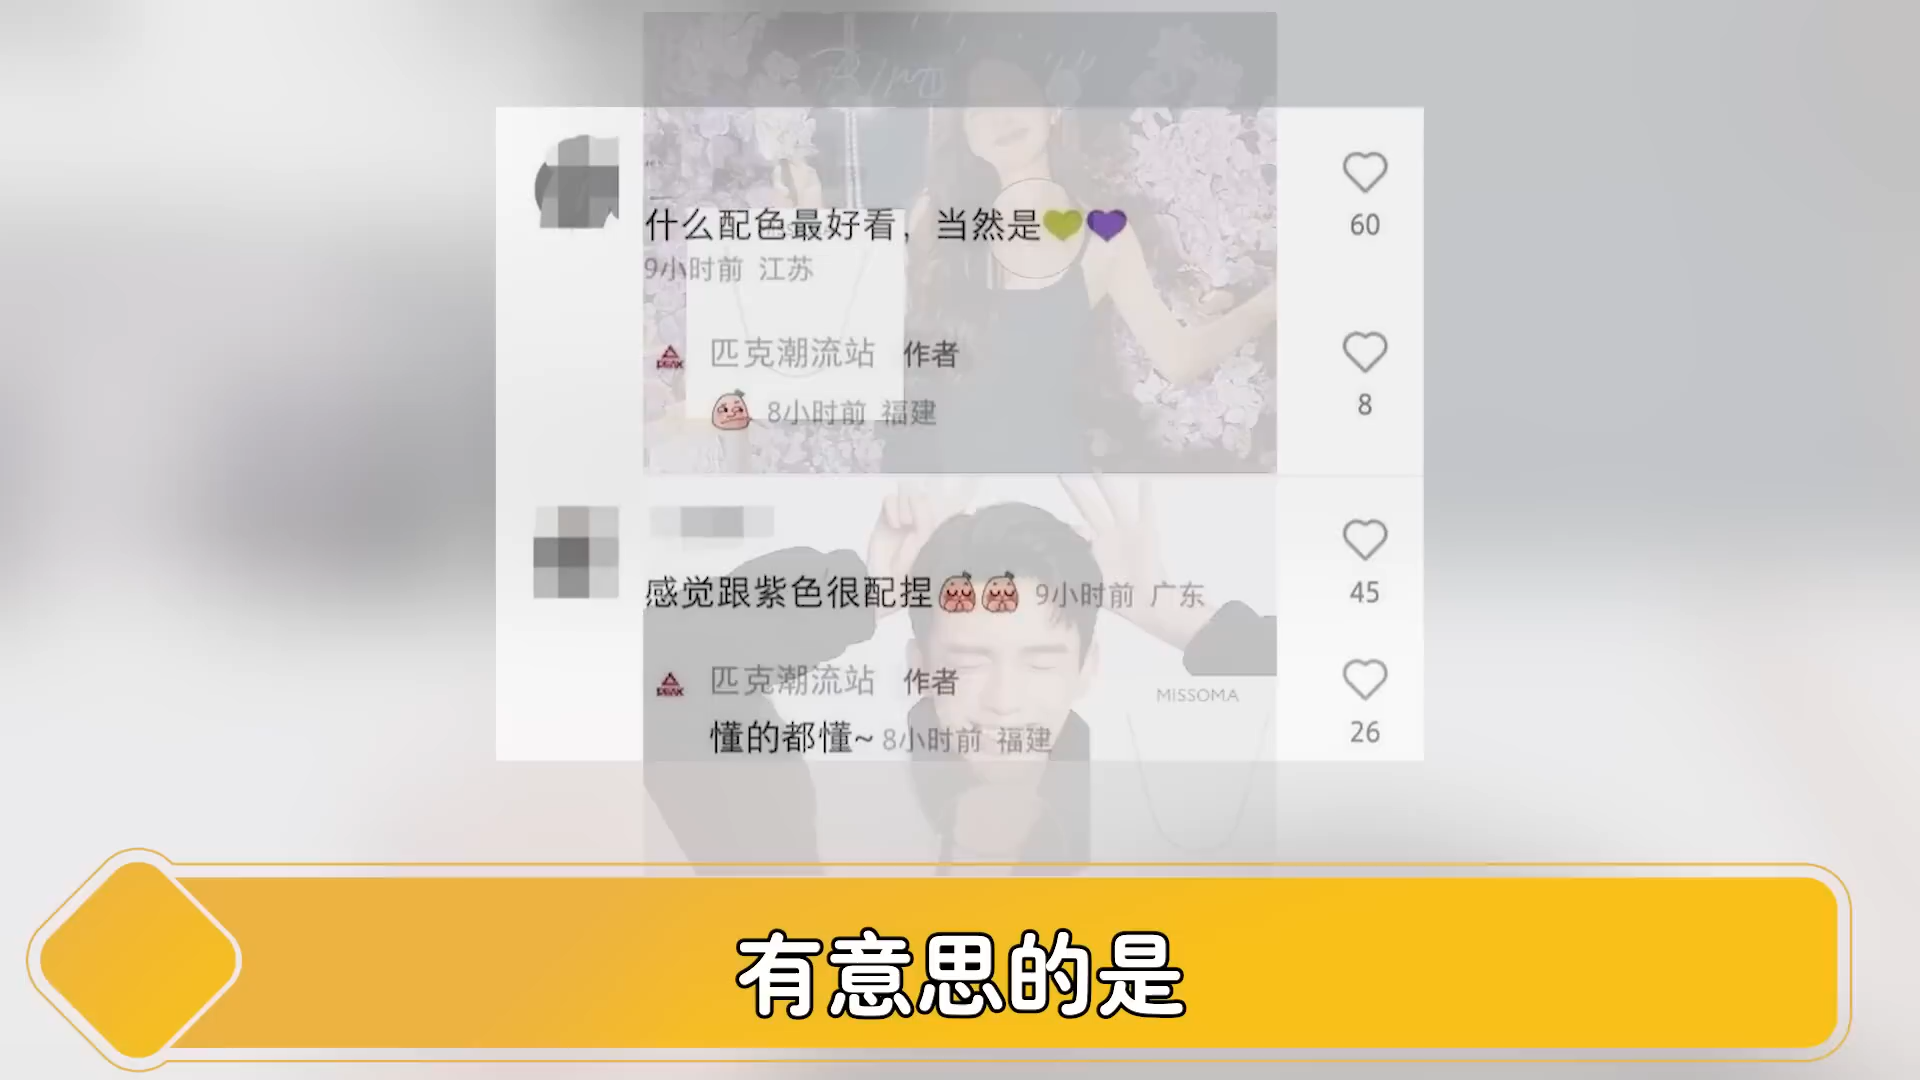 什么配色最好看，当然是💚💜
60
9小时前 江苏
匹克潮流站 作者
8小时前 福建
8
感觉跟紫色很配捏
9小时前 广东
45
匹克潮流站 作者
懂的都懂~ 8小时前 福建
26
MISSOMA
有意思的是